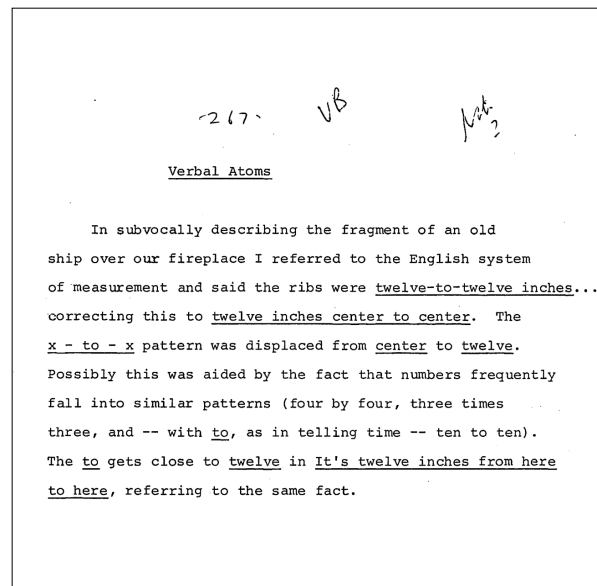 -267-
VB
Verbal Atoms
In subvocally describing the fragment of an old
ship over our fireplace I referred to the English system
of measurement and said the ribs were twelve-to-twelve inches...
correcting this to twelve inches center to center. The
x - to - x pattern was displaced from center to twelve.
Possibly this was aided by the fact that numbers frequently
fall into similar patterns (four by four, three times
three, and -- with to, as in telling time -- ten to ten).
The to gets close to twelve in It's twelve inches from here
to here, referring to the same fact.